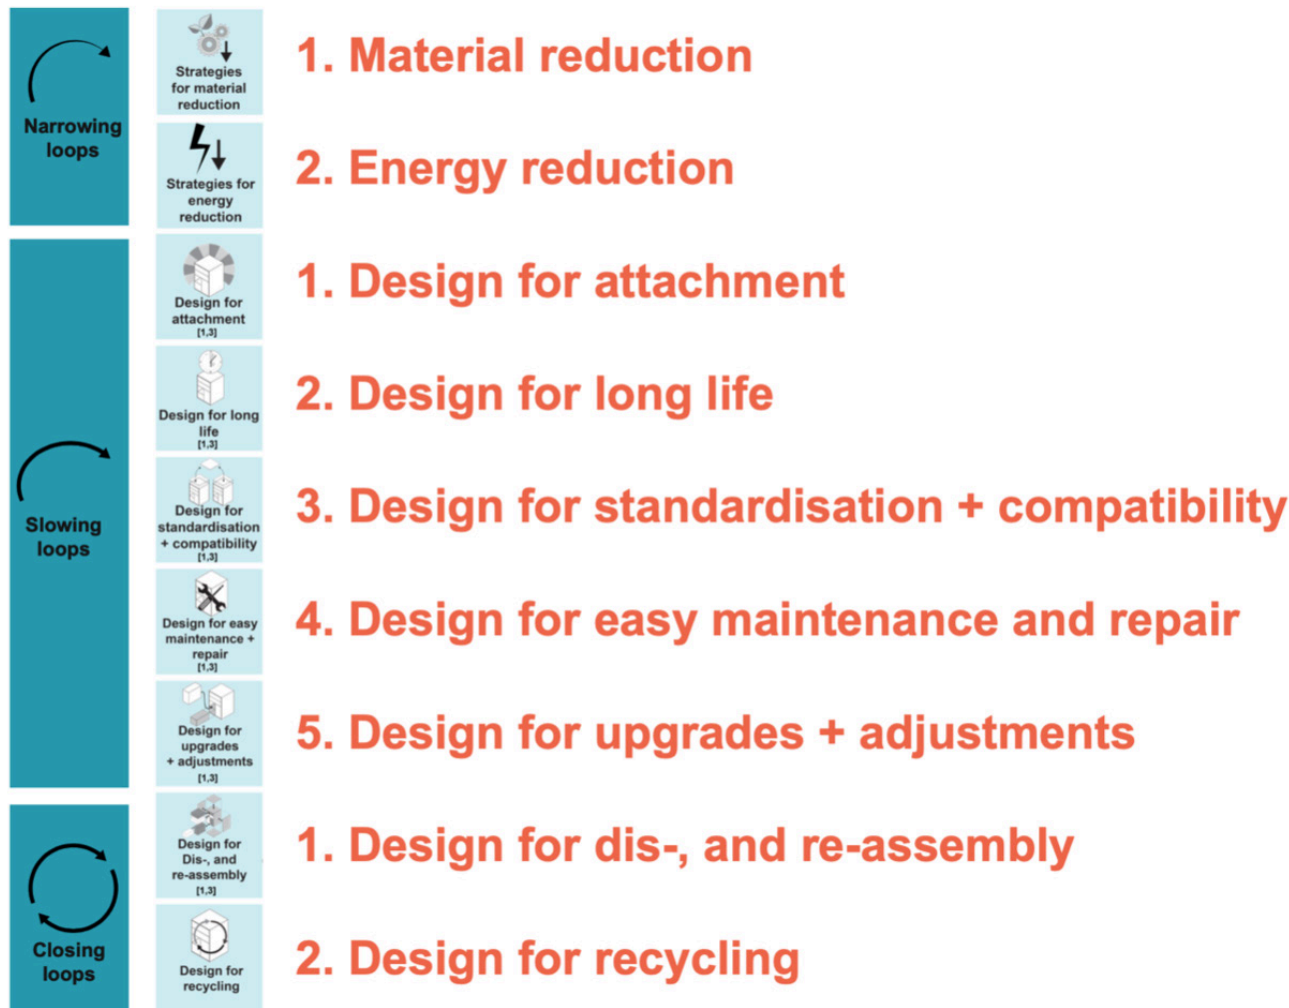 Narrowing
loops
Strategies
for material
reduction
1. Material reduction
Strategies for
energy
reduction
2. Energy reduction
Slowing
loops
Design for
attachment
[1,3]
1. Design for attachment
Design for long
life
[1,3]
2. Design for long life
Design for
standardisation
+ compatibility
[1,3]
3. Design for standardisation + compatibility
Design for easy
maintenance +
repair
[1,3]
4. Design for easy maintenance and repair
Design for
upgrades
+ adjustments
[1,3]
5. Design for upgrades + adjustments
Closing
loops
Design for
Dis-, and
re-assembly
[1,3]
1. Design for dis-, and re-assembly
Design for
recycling
2. Design for recycling